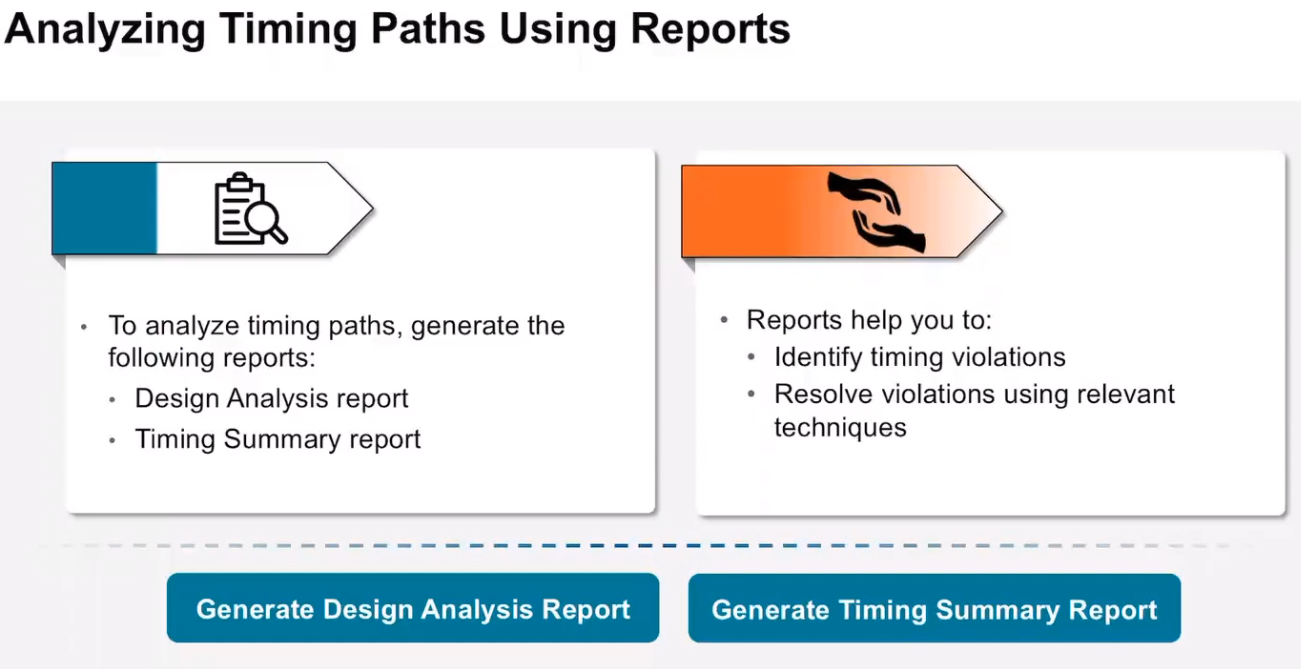 Analyzing Timing Paths Using Reports
• To analyze timing paths, generate the
following reports:
• Design Analysis report
• Timing Summary report
• Reports help you to:
• Identify timing violations
• Resolve violations using relevant
techniques
Generate Design Analysis Report
Generate Timing Summary Report